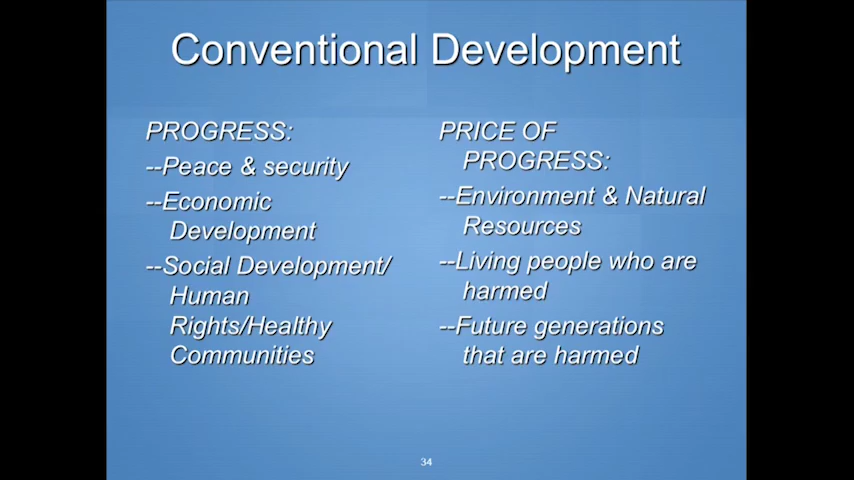 Conventional Development
PROGRESS:
--Peace & security
--Economic
Development
--Social Development/
Human
Rights/Healthy
Communities
PRICE OF
PROGRESS:
--Environment & Natural
Resources
--Living people who are
harmed
--Future generations
that are harmed
34